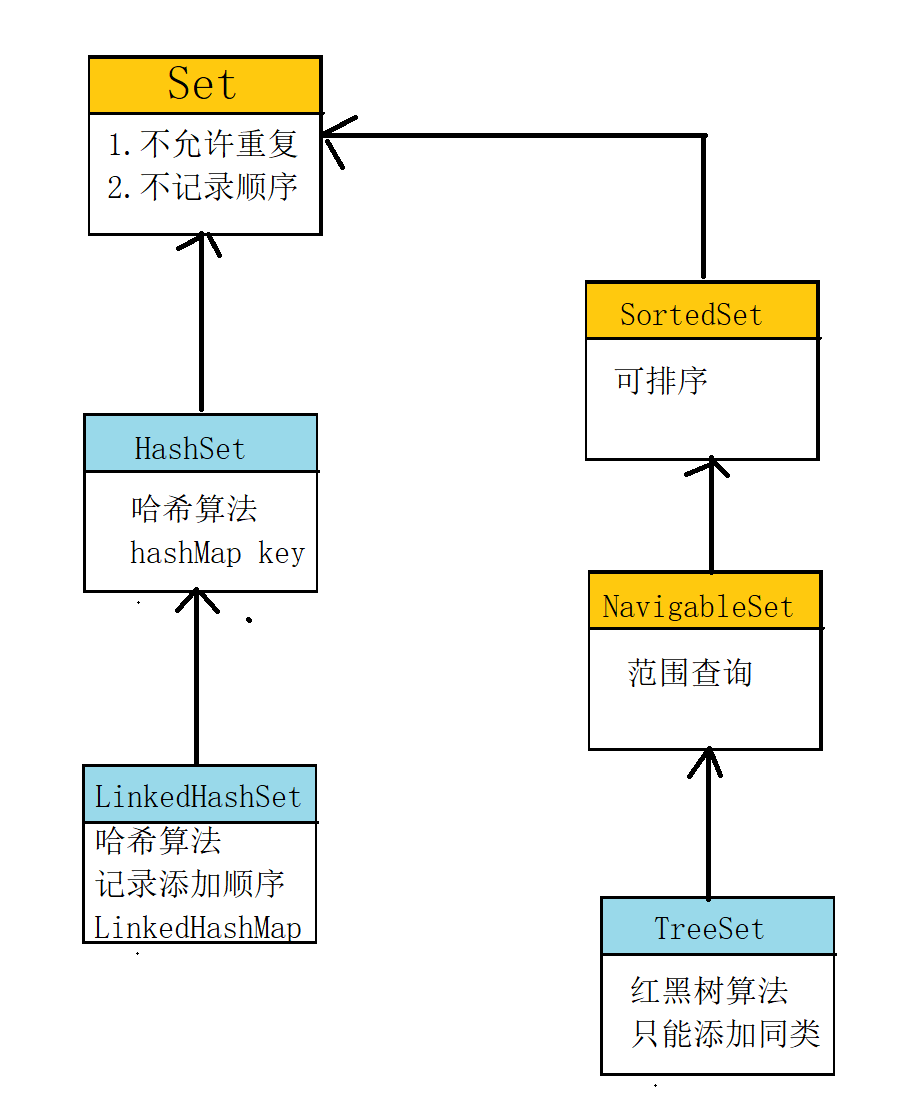 Set
1.不允许重复
2.不记录顺序
HashSet
哈希算法
hashMap key
LinkedHashSet
哈希算法
记录添加顺序
LinkedHashMap
SortedSet
可排序
NavigableSet
范围查询
TreeSet
红黑树算法
只能添加同类